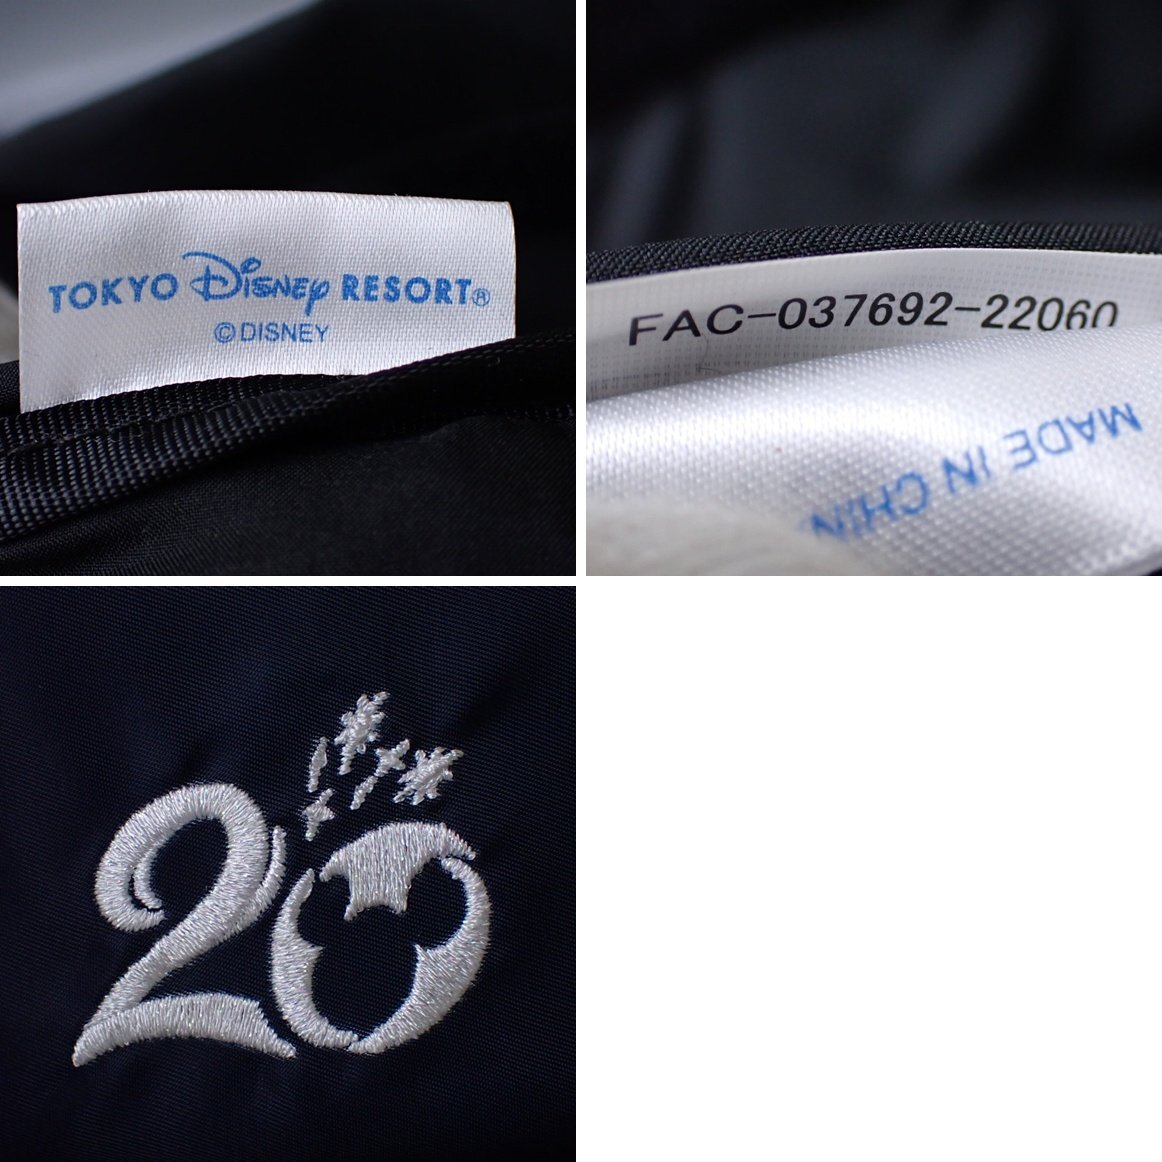 TOKYO Disney RESORT®
©DISNEY
FAC-037692-22060
MADE IN CHIN
20